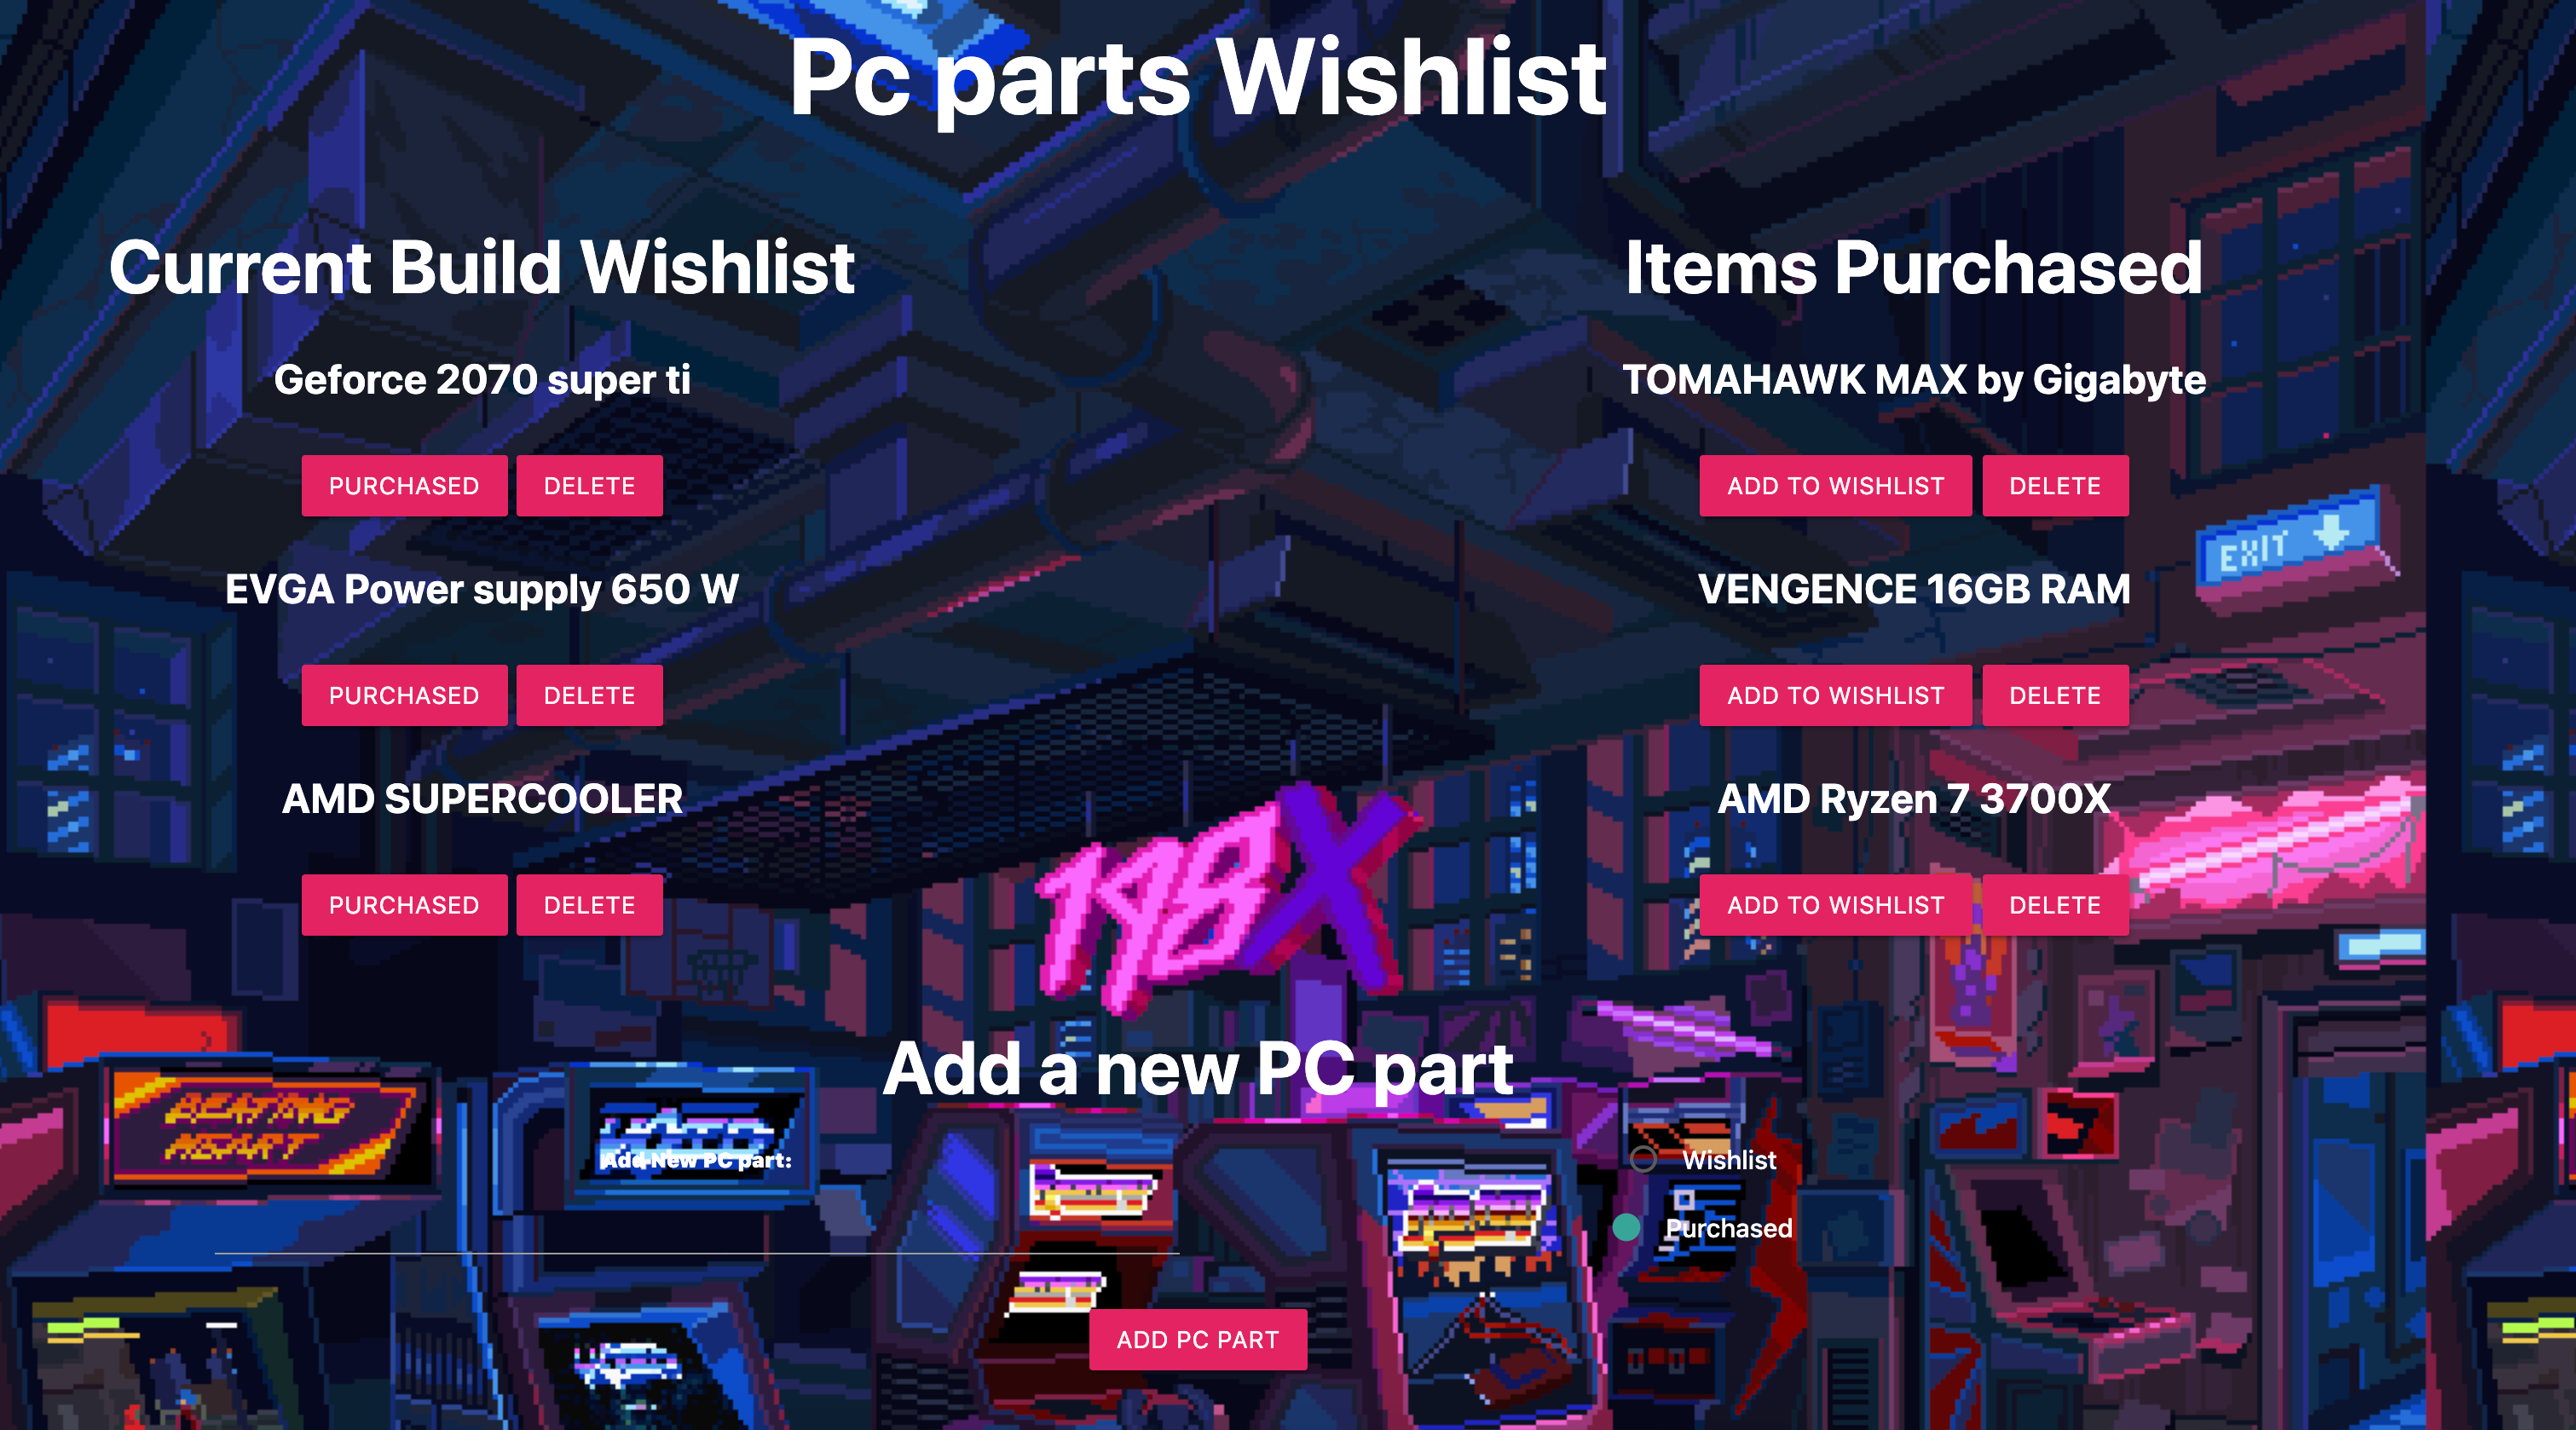 Pc parts Wishlist
Current Build Wishlist
Geforce 2070 super ti
PURCHASED DELETE
EVGA Power supply 650 W
PURCHASED DELETE
AMD SUPERCOOLER
PURCHASED DELETE
Items Purchased
TOMAHAWK MAX by Gigabyte
ADD TO WISHLIST DELETE
VENGENCE 16GB RAM
ADD TO WISHLIST DELETE
AMD Ryzen 7 3700X
ADD TO WISHLIST DELETE
EXIT
198X
Add a new PC part
BEATING
HEART
Add New PC part:
Wishlist
Purchased
ADD PC PART